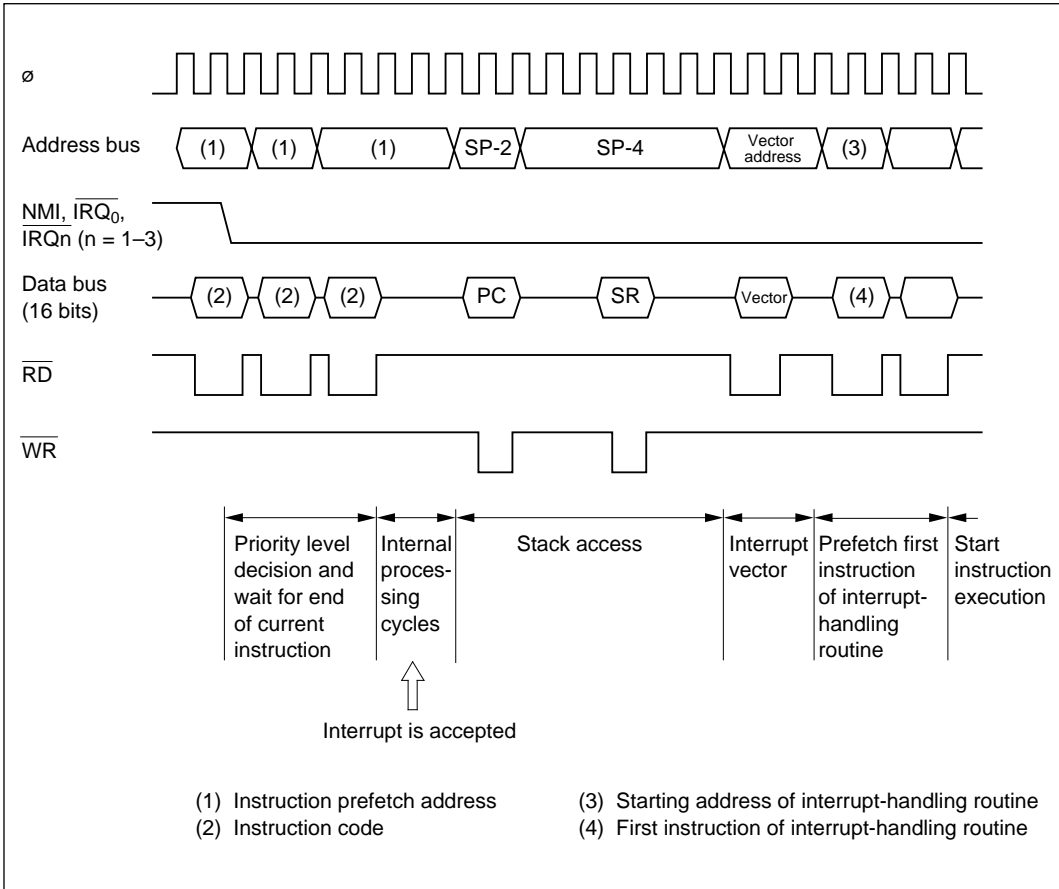 ø
Address bus
(1) (1) (1) SP-2 SP-4 Vector address (3)
NMI, IRQ0,
IRQn (n = 1–3)
Data bus
(16 bits)
(2) (2) (2) PC SR Vector (4)
RD
WR
Priority level
decision and
wait for end
of current
instruction
Internal
proces-
sing
cycles
Stack access
Interrupt
vector
Prefetch first
instruction
of interrupt-
handling
routine
Start
instruction
execution
Interrupt is accepted
(1) Instruction prefetch address
(2) Instruction code
(3) Starting address of interrupt-handling routine
(4) First instruction of interrupt-handling routine